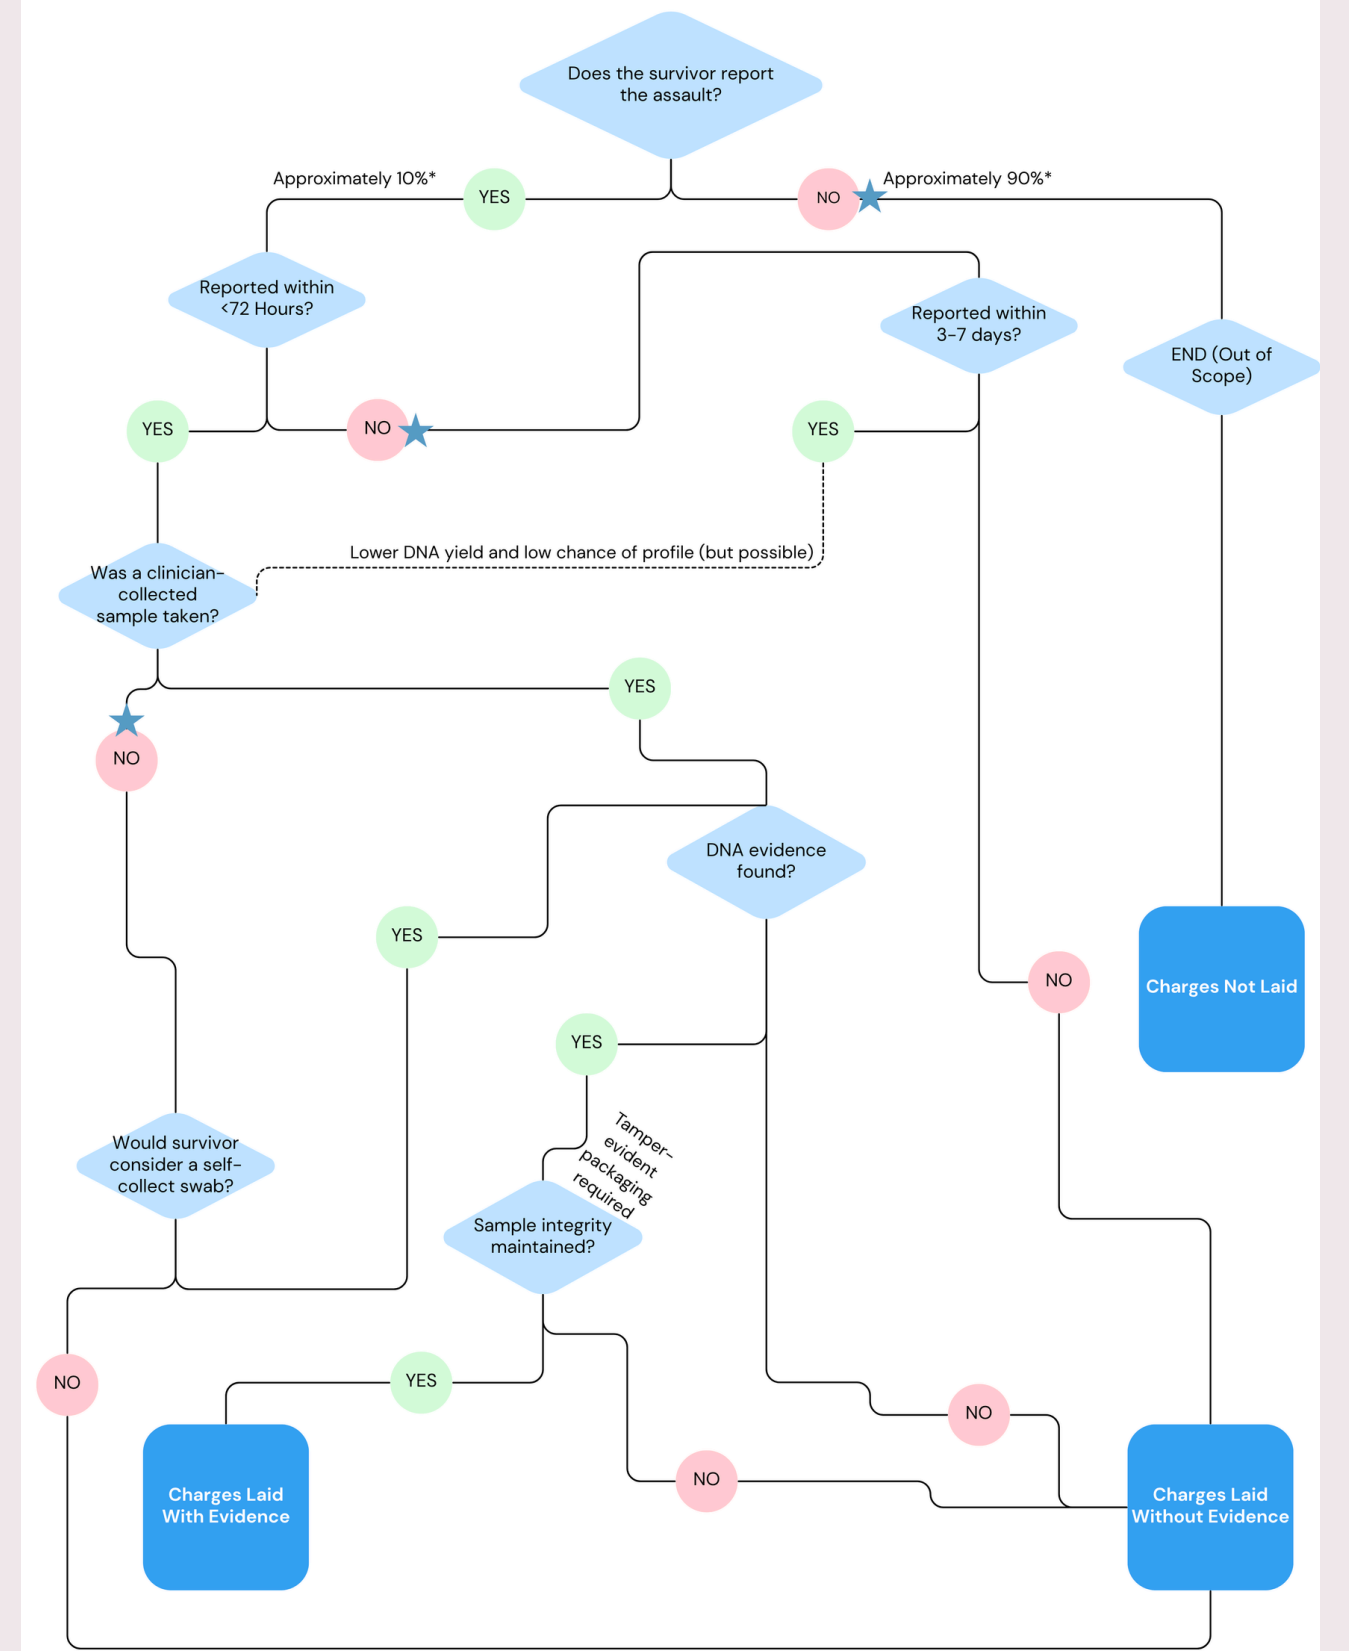 Does the survivor report
the assault?
Approximately 10%*
YES
NO
Approximately 90%*
Reported within
<72 Hours?
Reported within
3-7 days?
END (Out of
Scope)
YES
NO
YES
Lower DNA yield and low chance of profile (but possible)
Was a clinician-
collected
sample taken?
YES
NO
DNA evidence
found?
YES
NO
Charges Not Laid
YES
Tamper-
evident
packaging
required
Would survivor
consider a self-
collect swab?
Sample integrity
maintained?
NO
YES
NO
NO
Charges Laid
With Evidence
Charges Laid
Without Evidence